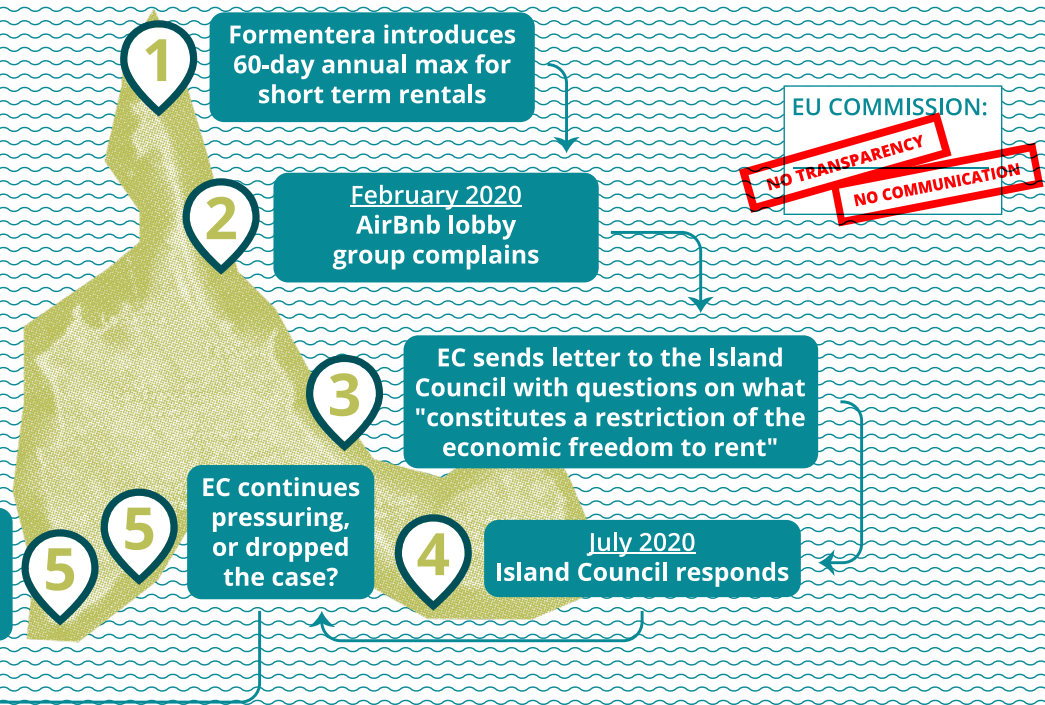 1
Formentera introduces
60-day annual max for
short term rentals
EU COMMISSION:
NO TRANSPARENCY
NO COMMUNICATION
2
February 2020
AirBnb lobby
group complains
3
EC sends letter to the Island
Council with questions on what
"constitutes a restriction of the
economic freedom to rent"
4
July 2020
Island Council responds
5
EC continues
pressuring,
or dropped
the case?
5